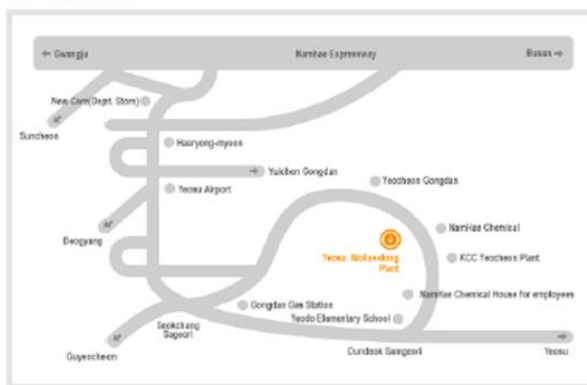 ← Gwangju
Namhae Expressway
Busan →
New Core(Dept. Store)
Suncheon
Haeryong-myeon
Yulchon Gongdan
Yeosu Airport
Yeocheon Gongdan
Deogyang
NamHae Chemical
Yeosu Wollae-dong
Plant
KCC Yeocheon Plant
NamHae Chemical House for employees
Gongdan Gas Station
Yeodo Elementary School
Seokchang
Sageori
Guyeocheon
Dundeok Samgeori
Yeosu